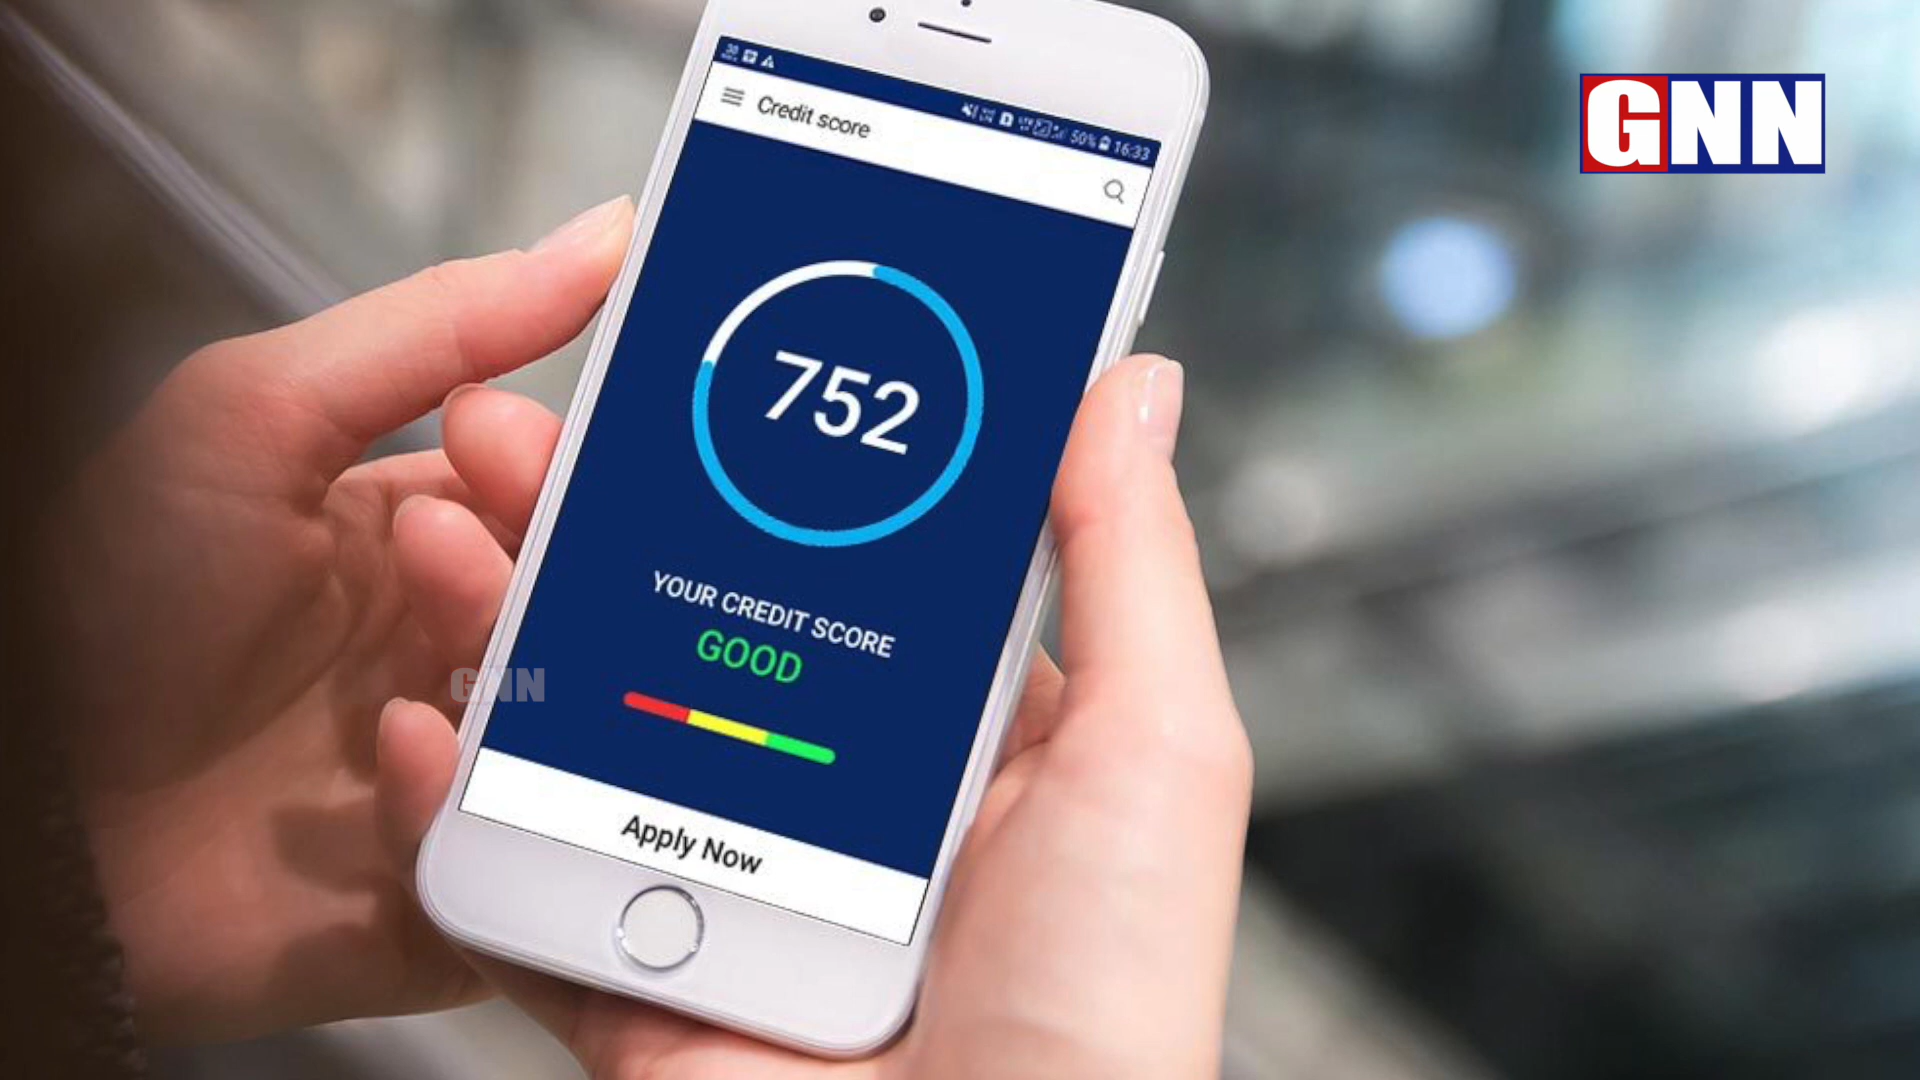 GNN
Credit score
50% 16:33
752
YOUR CREDIT SCORE
GOOD
GNN
Apply Now